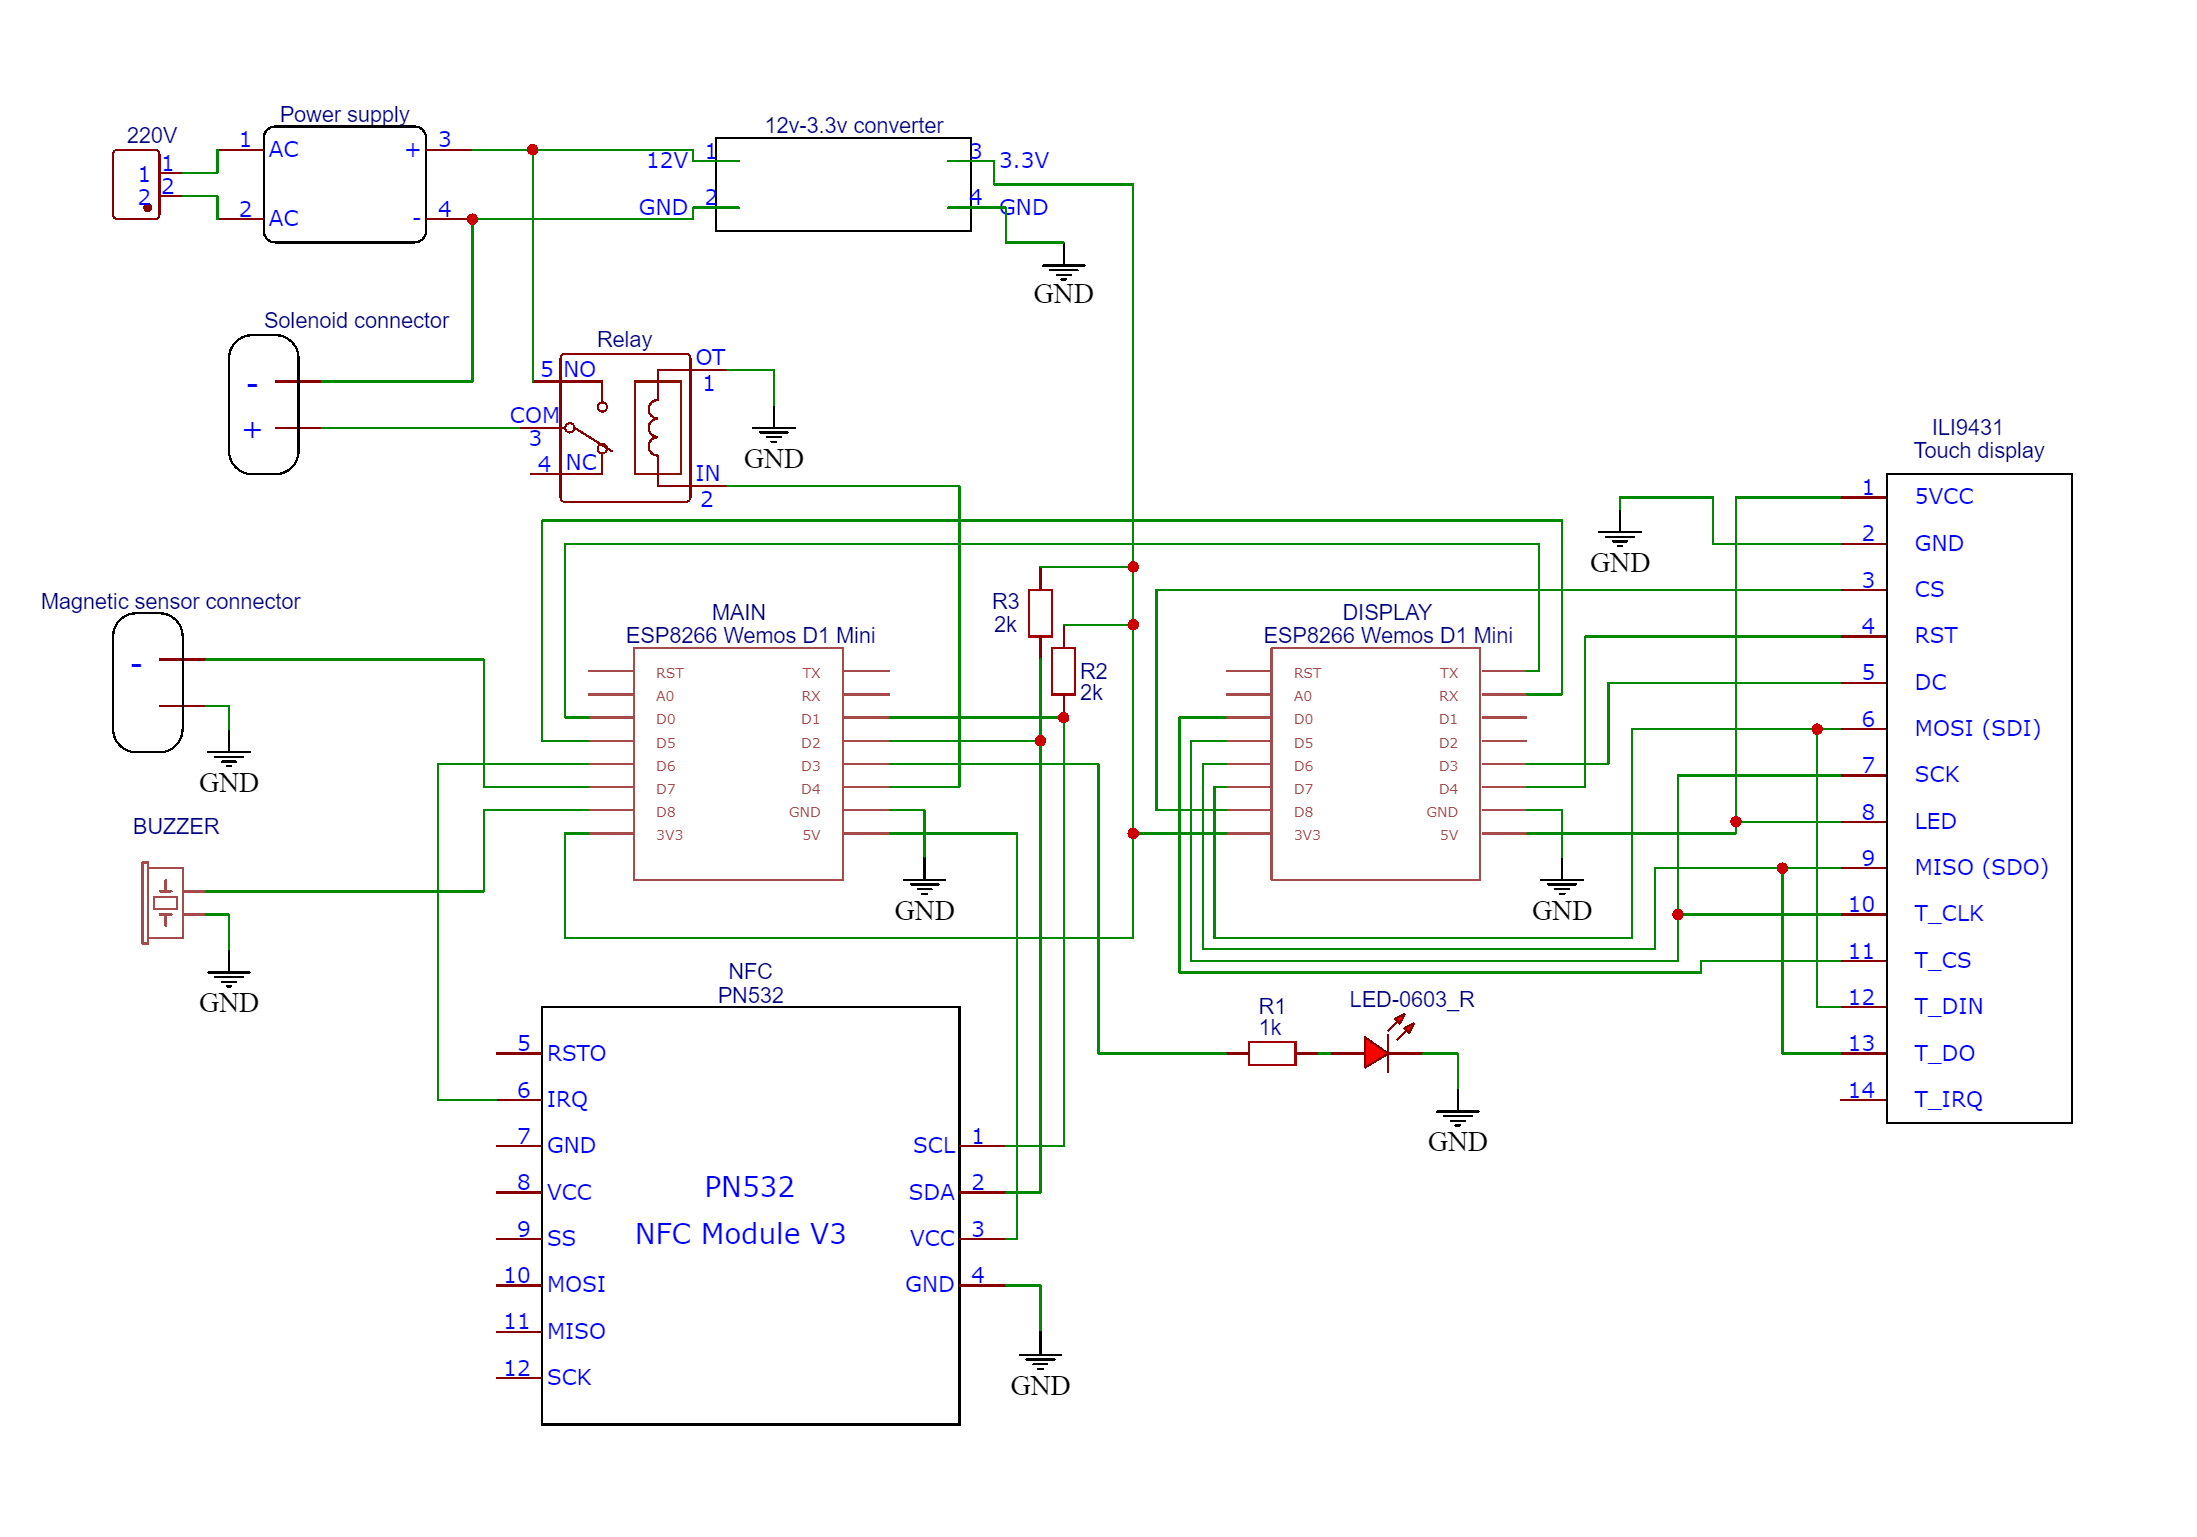 220V
1
2
1
2
Power supply
1
AC
2
AC
+
3
-
4
12v-3.3v converter
12V
1
GND
2
3
3.3V
4
GND
GND
Solenoid connector
-
+
Relay
5
NO
COM
3
4
NC
OT
1
IN
2
GND
Magnetic sensor connector
-
GND
BUZZER
GND
MAIN
ESP8266 Wemos D1 Mini
RST
TX
A0
RX
D0
D1
D5
D2
D6
D3
D7
D4
D8
GND
3V3
5V
GND
R3
2k
R2
2k
DISPLAY
ESP8266 Wemos D1 Mini
RST
TX
A0
RX
D0
D1
D5
D2
D6
D3
D7
D4
D8
GND
3V3
5V
GND
ILI9431
Touch display
GND
1
5VCC
2
GND
3
CS
4
RST
5
DC
6
MOSI (SDI)
7
SCK
8
LED
9
MISO (SDO)
10
T_CLK
11
T_CS
12
T_DIN
13
T_DO
14
T_IRQ
R1
1k
LED-0603_R
GND
NFC
PN532
5
RSTO
6
IRQ
7
GND
8
VCC
9
SS
10
MOSI
11
MISO
12
SCK
PN532
NFC Module V3
SCL
1
SDA
2
VCC
3
GND
4
GND